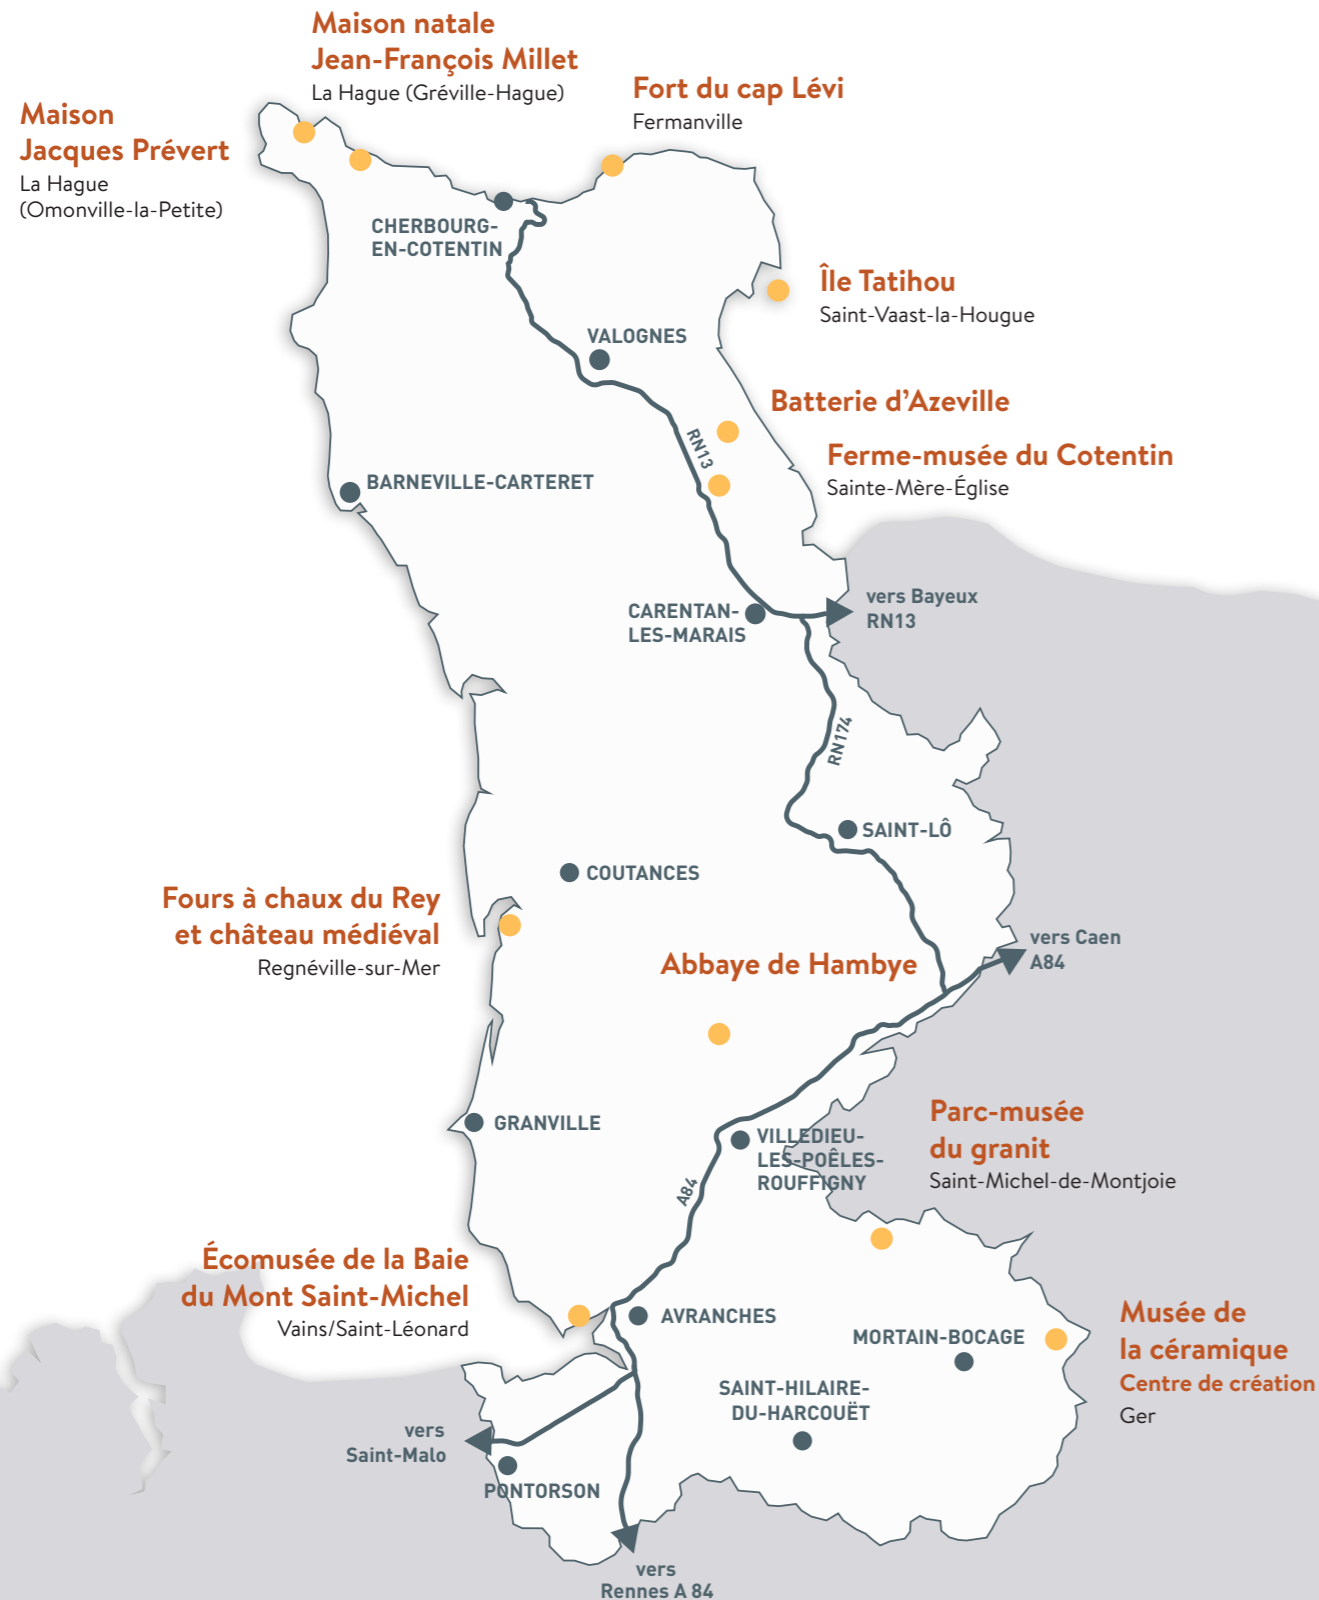 Maison natale
Jean-François Millet
La Hague (Gréville-Hague)
Fort du cap Lévi
Fermanville
Maison
Jacques Prévert
La Hague
(Omonville-la-Petite)
CHERBOURG-
EN-COTENTIN
Île Tatihou
Saint-Vaast-la-Hougue
VALOGNES
Batterie d’Azeville
RN13
Ferme-musée du Cotentin
Sainte-Mère-Église
BARNEVILLE-CARTERET
vers Bayeux
RN13
CARENTAN-
LES-MARAIS
RN174
SAINT-LÔ
COUTANCES
Fours à chaux du Rey
et château médiéval
Regnéville-sur-Mer
Abbaye de Hambye
vers Caen
A84
GRANVILLE
VILLEDIEU-
LES-POÊLES-
ROUFFIGNY
Parc-musée
du granit
Saint-Michel-de-Montjoie
A84
Écomusée de la Baie
du Mont Saint-Michel
Vains/Saint-Léonard
AVRANCHES
MORTAIN-BOCAGE
Musée de
la céramique
Centre de création
Ger
SAINT-HILAIRE-
DU-HARCOUËT
vers
Saint-Malo
PONTORSON
vers
Rennes A 84